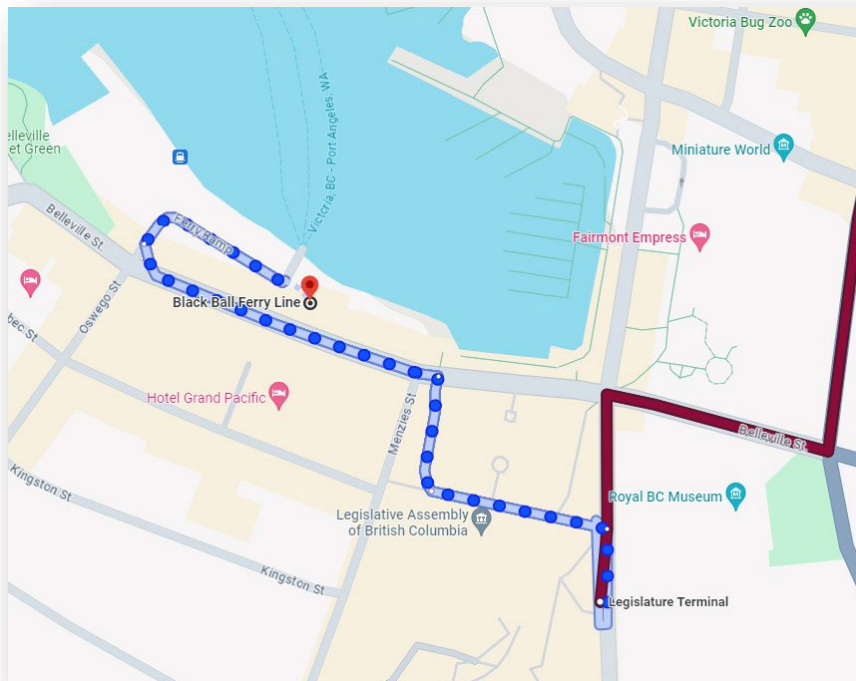 Victoria Bug Zoo
elleville
et Green
Miniature World
Victoria, BC - Port Angeles, WA
Belleville St.
Ferry Ramp
Fairmont Empress
Black Ball Ferry Line
Oswego St
bec St
Hotel Grand Pacific
Menzies St
Belleville St.
Kingston St
Royal BC Museum
Legislative Assembly
of British Columbia
Kingston St
Legislature Terminal